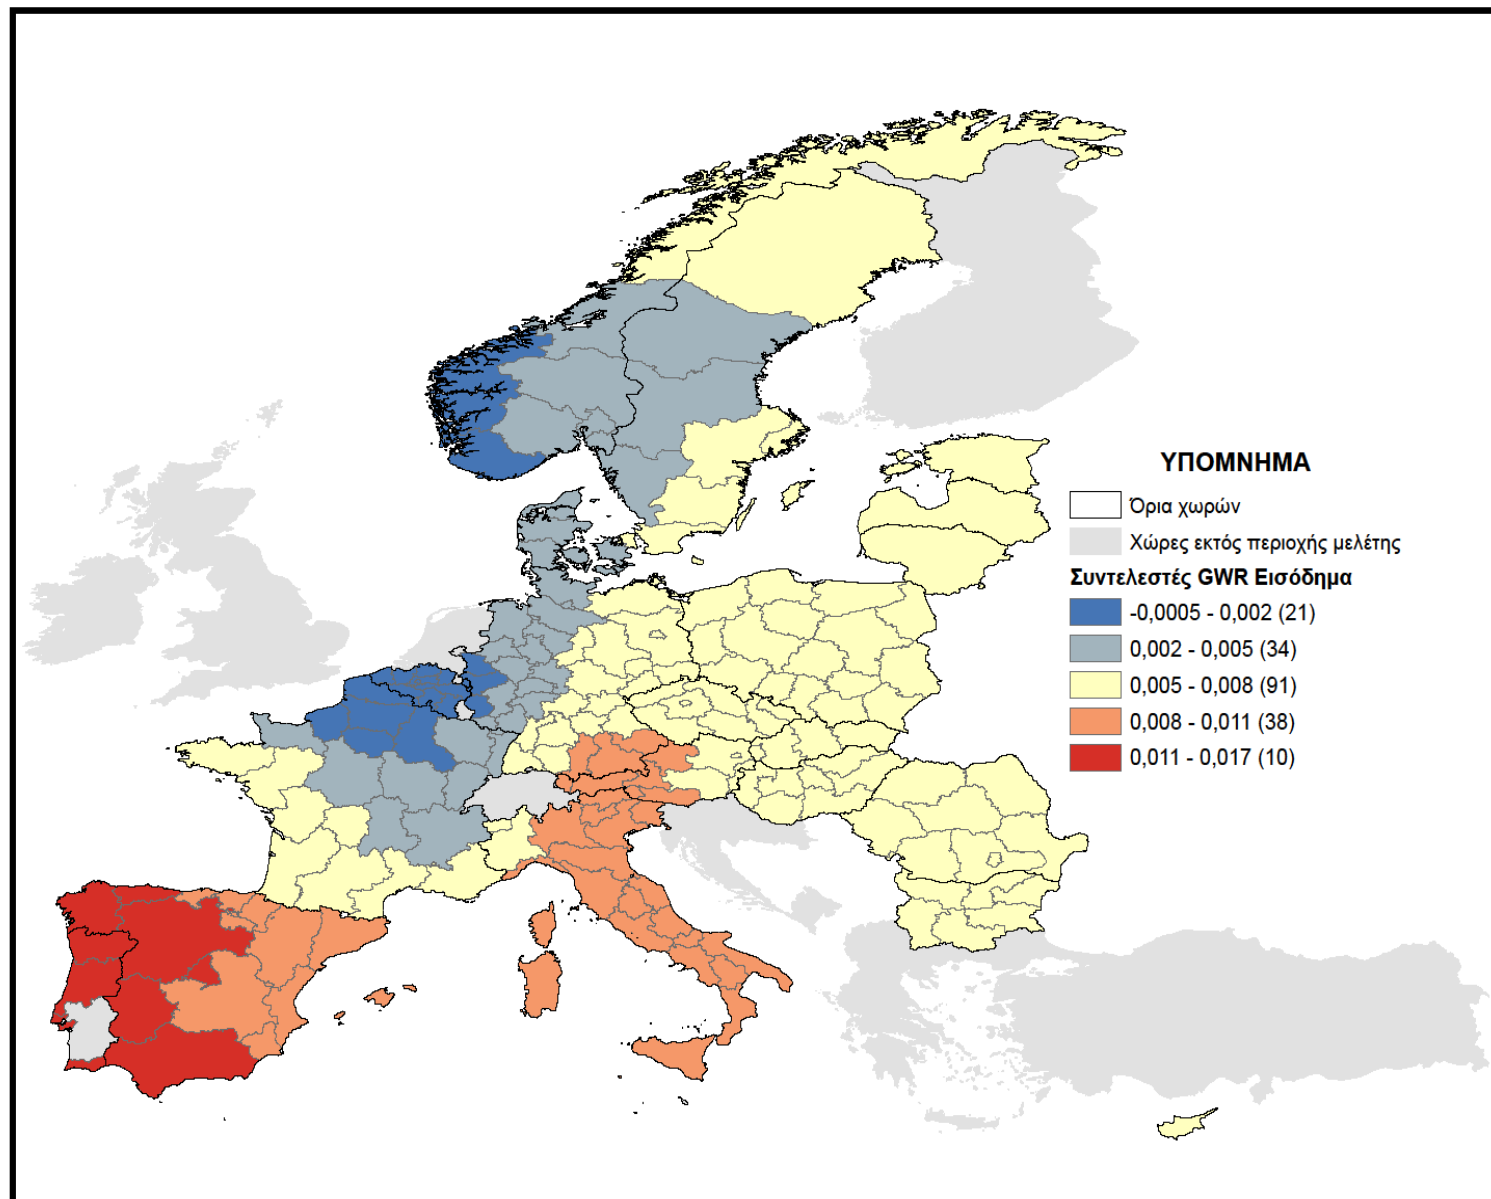 ΥΠΟΜΝΗΜΑ
Όρια χωρών
Χώρες εκτός περιοχής μελέτης
Συντελεστές GWR Εισόδημα
-0,0005 - 0,002 (21)
0,002 - 0,005 (34)
0,005 - 0,008 (91)
0,008 - 0,011 (38)
0,011 - 0,017 (10)